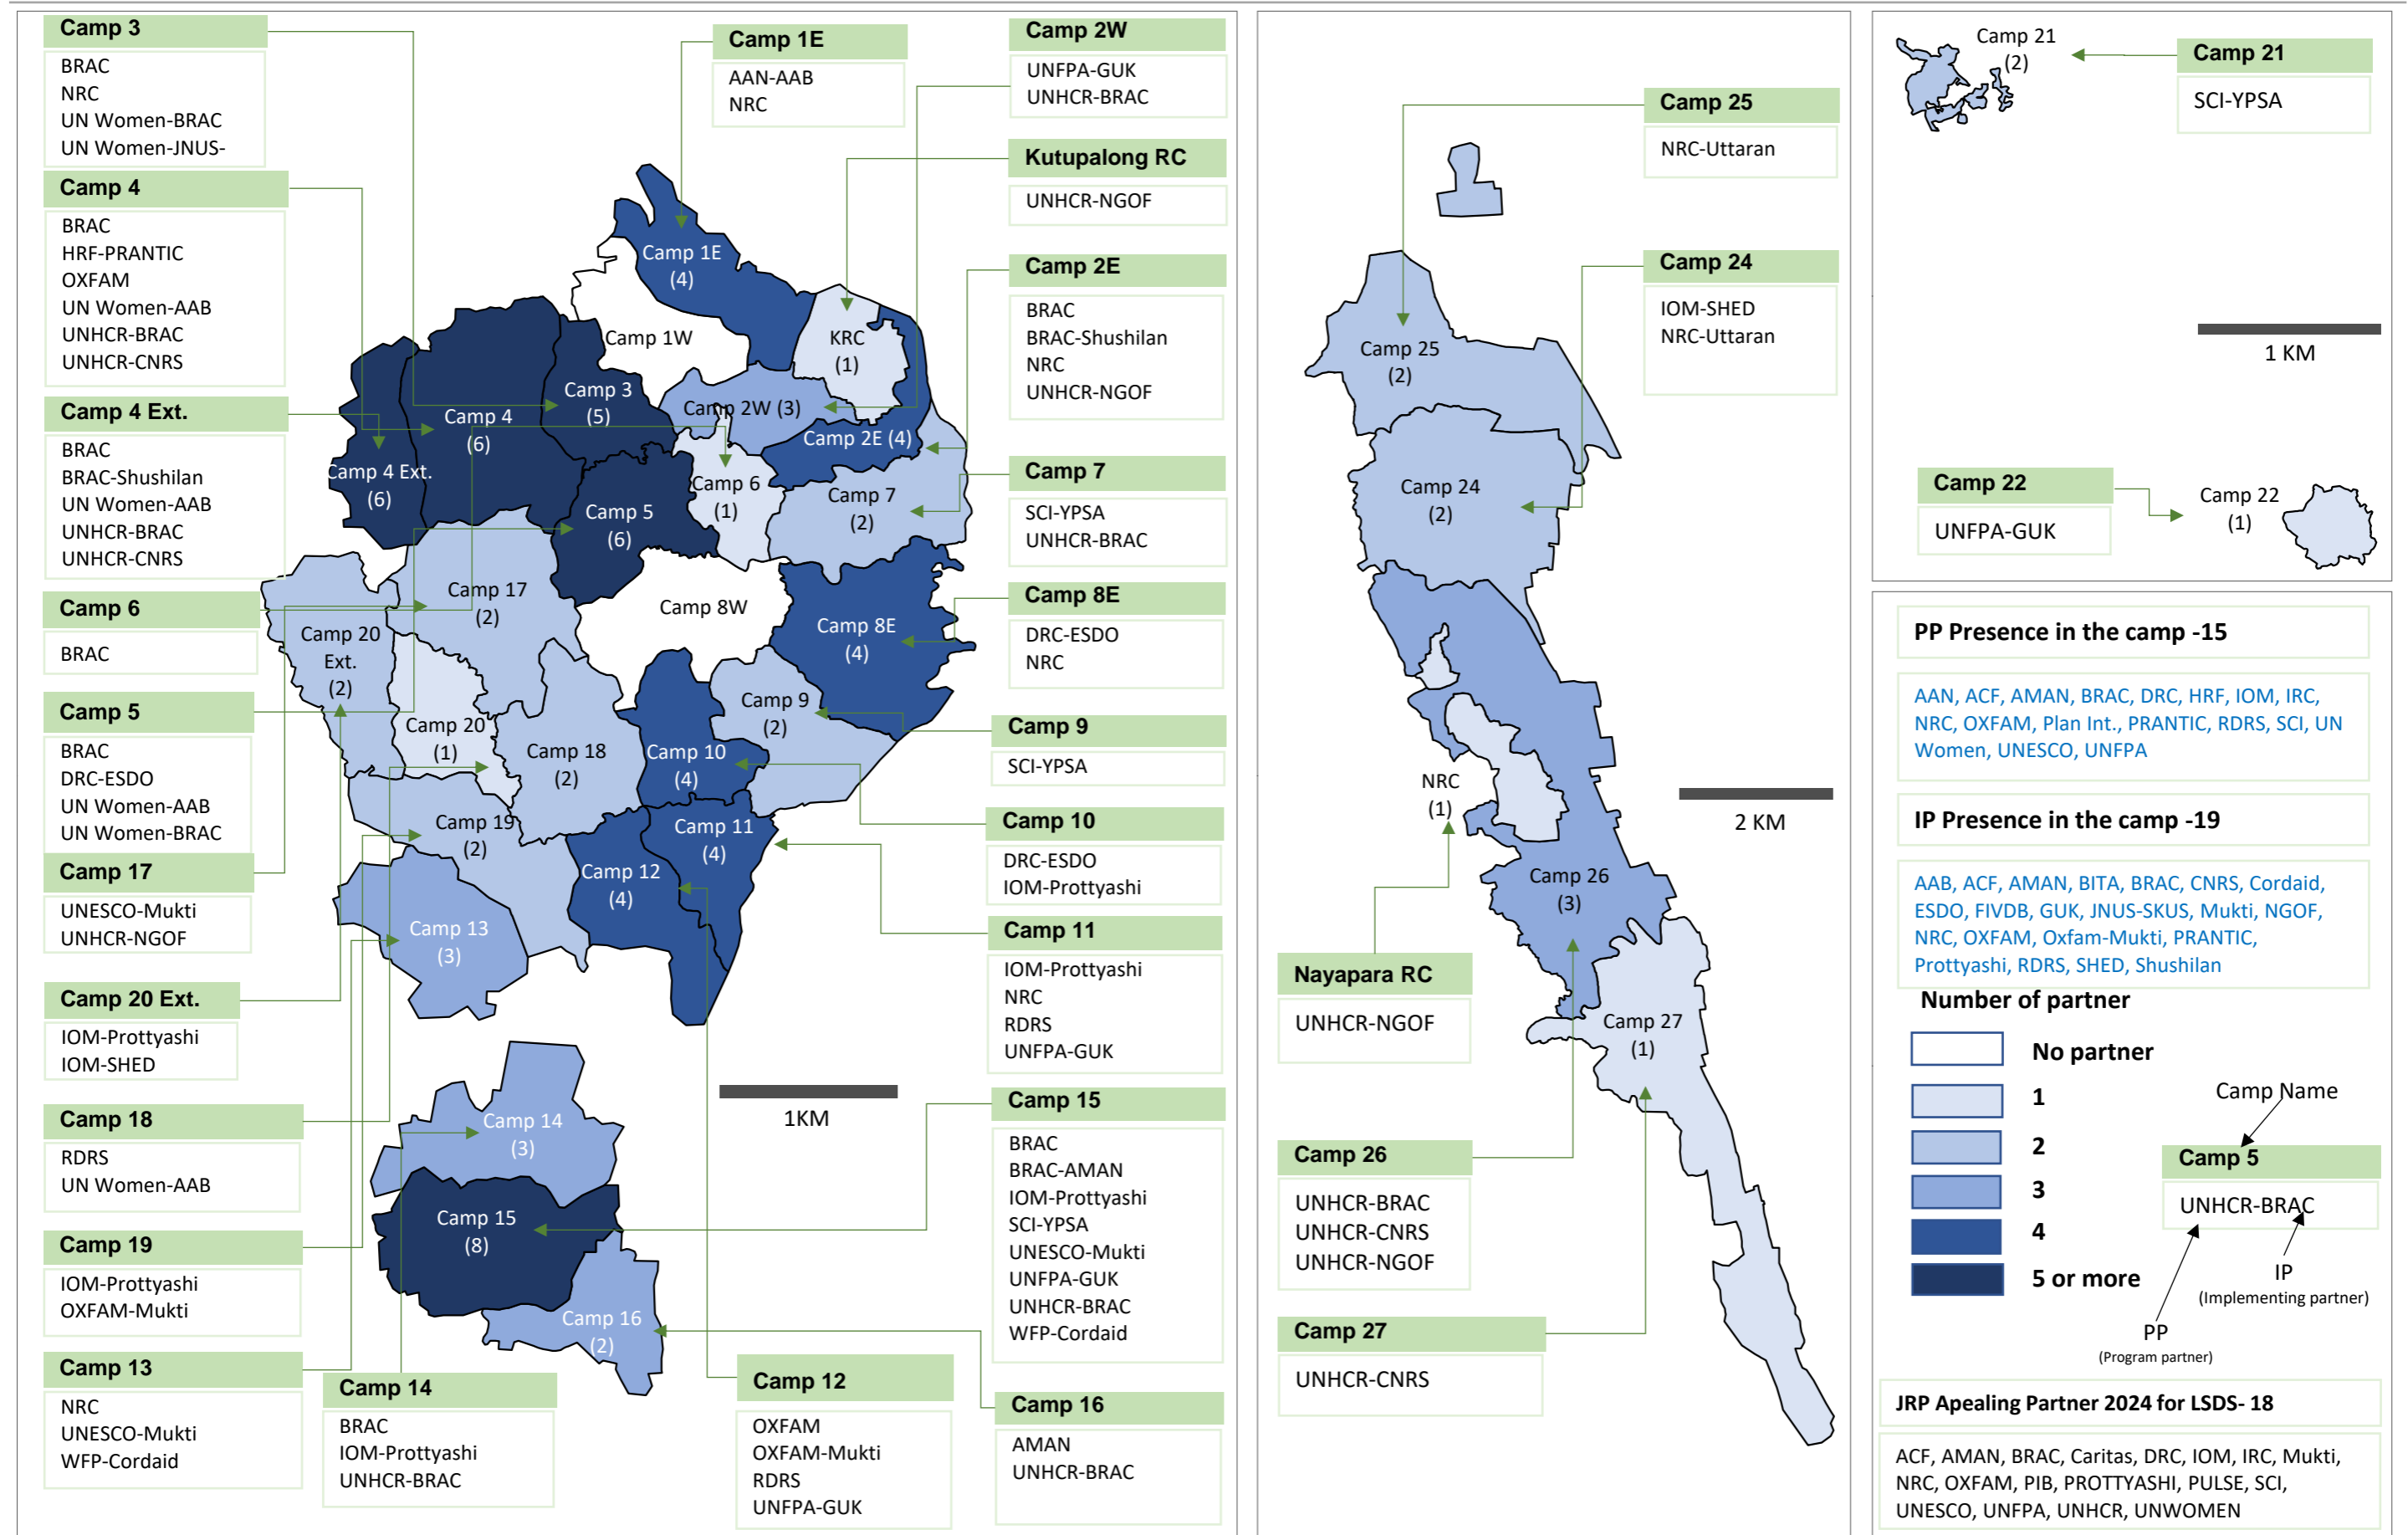 Camp 3
BRAC
NRC
UN Women-BRAC
UN Women-JNUS-
Camp 4
BRAC
HRF-PRANTIC
OXFAM
UN Women-AAB
UNHCR-BRAC
UNHCR-CNRS
Camp 4 Ext.
BRAC
BRAC-Shushilan
UN Women-AAB
UNHCR-BRAC
UNHCR-CNRS
Camp 6
BRAC
Camp 5
BRAC
DRC-ESDO
UN Women-AAB
UN Women-BRAC
Camp 17
UNESCO-Mukti
UNHCR-NGOF
Camp 20 Ext.
IOM-Prottyashi
IOM-SHED
Camp 18
RDRS
UN Women-AAB
Camp 19
IOM-Prottyashi
OXFAM-Mukti
Camp 13
NRC
UNESCO-Mukti
WFP-Cordaid
Camp 14
BRAC
IOM-Prottyashi
UNHCR-BRAC
Camp 12
OXFAM
OXFAM-Mukti
RDRS
UNFPA-GUK
Camp 1E
AAN-AAB
NRC
Camp 2W
UNFPA-GUK
UNHCR-BRAC
Kutupalong RC
UNHCR-NGOF
Camp 2E
BRAC
BRAC-Shushilan
NRC
UNHCR-NGOF
Camp 7
SCI-YPSA
UNHCR-BRAC
Camp 8E
DRC-ESDO
NRC
Camp 9
SCI-YPSA
Camp 10
DRC-ESDO
IOM-Prottyashi
Camp 11
IOM-Prottyashi
NRC
RDRS
UNFPA-GUK
Camp 15
BRAC
BRAC-AMAN
IOM-Prottyashi
SCI-YPSA
UNESCO-Mukti
UNFPA-GUK
UNHCR-BRAC
WFP-Cordaid
Camp 16
AMAN
UNHCR-BRAC
Camp 1E
(4)
Camp 1W
KRC
(1)
Camp 3
(5)
Camp 2W (3)
Camp 4
(6)
Camp 2E (4)
Camp 4 Ext.
(6)
Camp 6
(1)
Camp 7
(2)
Camp 5
(6)
Camp 17
(2)
Camp 8W
Camp 8E
(4)
Camp 20
Ext.
(2)
Camp 20
(1)
Camp 18
(2)
Camp 9
(2)
Camp 10
(4)
Camp 19
(2)
Camp 11
(4)
Camp 12
(4)
Camp 13
(3)
Camp 14
(3)
Camp 15
(8)
Camp 16
(2)
1KM
Camp 25
NRC-Uttaran
Camp 24
IOM-SHED
NRC-Uttaran
Camp 25
(2)
Camp 24
(2)
NRC
(1)
2 KM
Camp 26
(3)
Camp 27
(1)
Nayapara RC
UNHCR-NGOF
Camp 26
UNHCR-BRAC
UNHCR-CNRS
UNHCR-NGOF
Camp 27
UNHCR-CNRS
Camp 21
(2)
Camp 21
SCI-YPSA
1 KM
Camp 22
UNFPA-GUK
Camp 22
(1)
PP Presence in the camp -15
AAN, ACF, AMAN, BRAC, DRC, HRF, IOM, IRC,
NRC, OXFAM, Plan Int., PRANTIC, RDRS, SCI, UN
Women, UNESCO, UNFPA
IP Presence in the camp -19
AAB, ACF, AMAN, BITA, BRAC, CNRS, Cordaid,
ESDO, FIVDB, GUK, JNUS-SKUS, Mukti, NGOF,
NRC, OXFAM, Oxfam-Mukti, PRANTIC,
Prottyashi, RDRS, SHED, Shushilan
Number of partner
No partner
1
2
3
4
5 or more
Camp Name
Camp 5
UNHCR-BRAC
IP
(Implementing partner)
PP
(Program partner)
JRP Apealing Partner 2024 for LSDS- 18
ACF, AMAN, BRAC, Caritas, DRC, IOM, IRC, Mukti,
NRC, OXFAM, PIB, PROTTYASHI, PULSE, SCI,
UNESCO, UNFPA, UNHCR, UNWOMEN